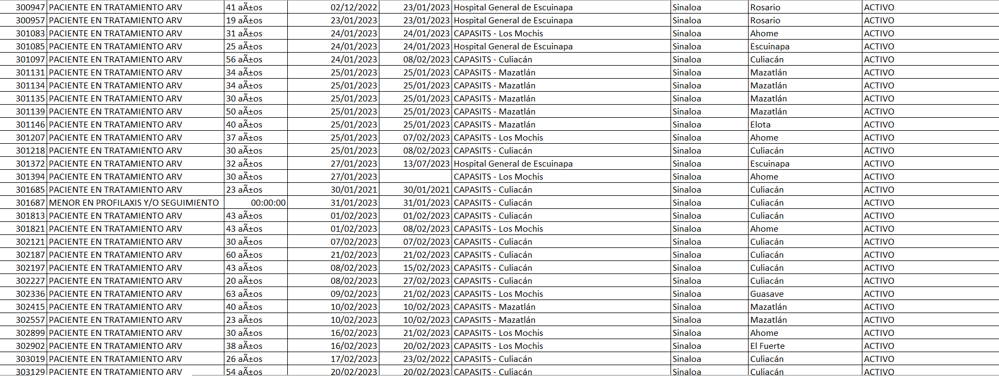 300947 PACIENTE EN TRATAMIENTO ARV 41 aÃ±os 02/12/2022 23/01/2023 Hospital General de Escuinapa Sinaloa Rosario ACTIVO
300957 PACIENTE EN TRATAMIENTO ARV 19 aÃ±os 23/01/2023 23/01/2023 Hospital General de Escuinapa Sinaloa Rosario ACTIVO
301083 PACIENTE EN TRATAMIENTO ARV 31 aÃ±os 24/01/2023 24/01/2023 CAPASITS - Los Mochis Sinaloa Ahome ACTIVO
301085 PACIENTE EN TRATAMIENTO ARV 25 aÃ±os 24/01/2023 24/01/2023 Hospital General de Escuinapa Sinaloa Escuinapa ACTIVO
301097 PACIENTE EN TRATAMIENTO ARV 56 aÃ±os 24/01/2023 08/02/2023 CAPASITS - Culiacán Sinaloa Culiacán ACTIVO
301131 PACIENTE EN TRATAMIENTO ARV 34 aÃ±os 25/01/2023 25/01/2023 CAPASITS - Mazatlán Sinaloa Mazatlán ACTIVO
301134 PACIENTE EN TRATAMIENTO ARV 34 aÃ±os 25/01/2023 25/01/2023 CAPASITS - Mazatlán Sinaloa Mazatlán ACTIVO
301135 PACIENTE EN TRATAMIENTO ARV 30 aÃ±os 25/01/2023 25/01/2023 CAPASITS - Mazatlán Sinaloa Mazatlán ACTIVO
301139 PACIENTE EN TRATAMIENTO ARV 50 aÃ±os 25/01/2023 25/01/2023 CAPASITS - Mazatlán Sinaloa Mazatlán ACTIVO
301146 PACIENTE EN TRATAMIENTO ARV 40 aÃ±os 25/01/2023 25/01/2023 CAPASITS - Mazatlán Sinaloa Elota ACTIVO
301207 PACIENTE EN TRATAMIENTO ARV 37 aÃ±os 25/01/2023 07/02/2023 CAPASITS - Los Mochis Sinaloa Ahome ACTIVO
301218 PACIENTE EN TRATAMIENTO ARV 30 aÃ±os 25/01/2023 08/02/2023 CAPASITS - Culiacán Sinaloa Culiacán ACTIVO
301372 PACIENTE EN TRATAMIENTO ARV 32 aÃ±os 27/01/2023 13/07/2023 Hospital General de Escuinapa Sinaloa Escuinapa ACTIVO
301394 PACIENTE EN TRATAMIENTO ARV 30 aÃ±os 27/01/2023 CAPASITS - Los Mochis Sinaloa Ahome ACTIVO
301685 PACIENTE EN TRATAMIENTO ARV 23 aÃ±os 30/01/2021 30/01/2021 CAPASITS - Culiacán Sinaloa Culiacán ACTIVO
301687 MENOR EN PROFILAXIS Y/O SEGUIMIENTO 00:00:00 31/01/2023 31/01/2023 CAPASITS - Culiacán Sinaloa Culiacán ACTIVO
301813 PACIENTE EN TRATAMIENTO ARV 43 aÃ±os 01/02/2023 01/02/2023 CAPASITS - Culiacán Sinaloa Culiacán ACTIVO
301821 PACIENTE EN TRATAMIENTO ARV 43 aÃ±os 01/02/2023 08/02/2023 CAPASITS - Los Mochis Sinaloa Ahome ACTIVO
302121 PACIENTE EN TRATAMIENTO ARV 30 aÃ±os 07/02/2023 07/02/2023 CAPASITS - Culiacán Sinaloa Culiacán ACTIVO
302187 PACIENTE EN TRATAMIENTO ARV 60 aÃ±os 21/02/2023 21/02/2023 CAPASITS - Culiacán Sinaloa Culiacán ACTIVO
302197 PACIENTE EN TRATAMIENTO ARV 43 aÃ±os 08/02/2023 15/02/2023 CAPASITS - Culiacán Sinaloa Culiacán ACTIVO
302227 PACIENTE EN TRATAMIENTO ARV 20 aÃ±os 08/02/2023 27/02/2023 CAPASITS - Culiacán Sinaloa Culiacán ACTIVO
302336 PACIENTE EN TRATAMIENTO ARV 63 aÃ±os 09/02/2023 21/02/2023 CAPASITS - Los Mochis Sinaloa Guasave ACTIVO
302415 PACIENTE EN TRATAMIENTO ARV 40 aÃ±os 10/02/2023 10/02/2023 CAPASITS - Mazatlán Sinaloa Mazatlán ACTIVO
302557 PACIENTE EN TRATAMIENTO ARV 23 aÃ±os 10/02/2023 10/02/2023 CAPASITS - Mazatlán Sinaloa Mazatlán ACTIVO
302899 PACIENTE EN TRATAMIENTO ARV 30 aÃ±os 16/02/2023 21/02/2023 CAPASITS - Los Mochis Sinaloa Ahome ACTIVO
302902 PACIENTE EN TRATAMIENTO ARV 38 aÃ±os 16/02/2023 20/02/2023 CAPASITS - Los Mochis Sinaloa El Fuerte ACTIVO
303019 PACIENTE EN TRATAMIENTO ARV 26 aÃ±os 17/02/2023 23/02/2022 CAPASITS - Culiacán Sinaloa Culiacán ACTIVO
303129 PACIENTE EN TRATAMIENTO ARV 54 aÃ±os 20/02/2023 20/02/2023 CAPASITS - Culiacán Sinaloa Culiacán ACTIVO